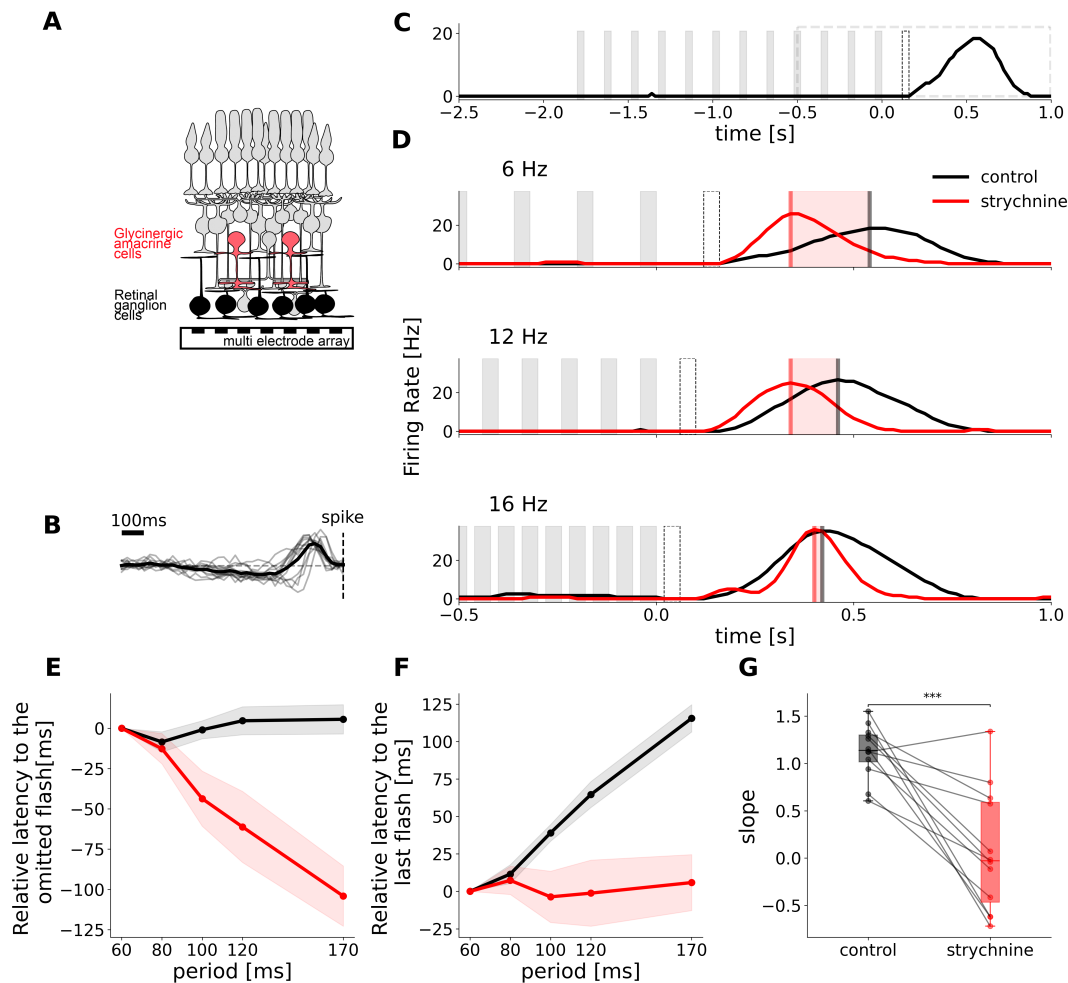 A
Glycinergic
amacrine
cells
Retinal
ganglion
cells
multi electrode array
B
100ms
spike
C
20
0
−2.5
−2.0
−1.5
−1.0
−0.5
0.0
0.5
1.0
time [s]
D
Firing Rate [Hz]
6 Hz
control
strychnine
20
0
12 Hz
20
0
16 Hz
20
0
−0.5
0.0
0.5
1.0
time [s]
E
Relative latency to the
omitted flash[ms]
0
−25
−50
−75
−100
−125
60
80
100
120
170
period [ms]
F
Relative latency to the
last flash [ms]
125
100
75
50
25
0
−25
60
80
100
120
170
period [ms]
G
slope
***
1.5
1.0
0.5
0.0
−0.5
control
strychnine